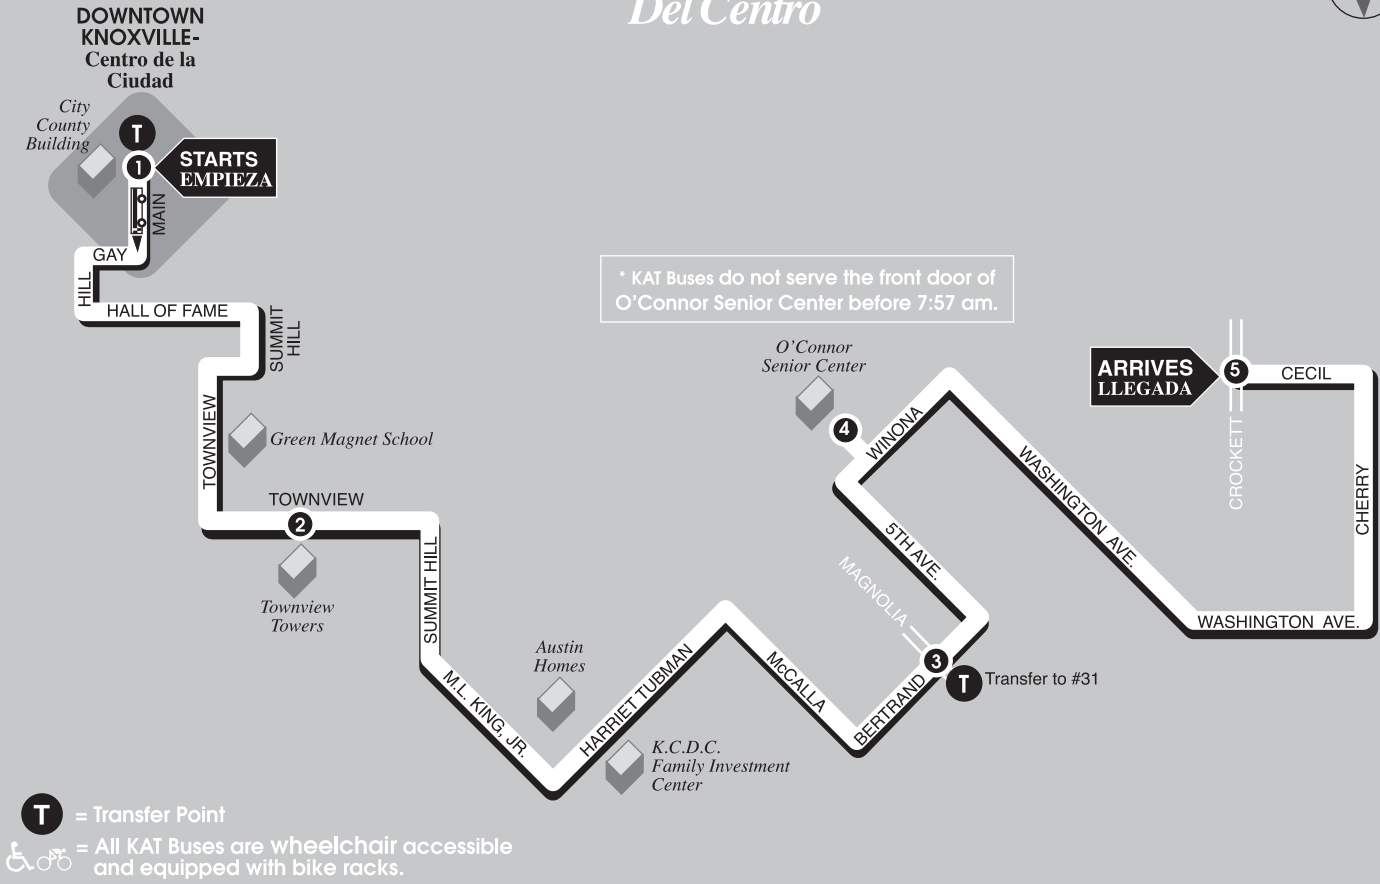 Del Centro
DOWNTOWN
KNOXVILLE-
Centro de la
Ciudad
City
County
Building
T
1
STARTS
EMPIEZA
MAIN
GAY
HILL
HALL OF FAME
SUMMIT
HILL
TOWNVIEW
Green Magnet School
TOWNVIEW
2
Townview
Towers
SUMMIT HILL
M.L. KING, JR.
Austin
Homes
HARRIET TUBMAN
K.C.D.C.
Family Investment
Center
McCALLA
BERTRAND
3
T
Transfer to #31
MAGNOLIA
5TH AVE.
* KAT Buses do not serve the front door of
O'Connor Senior Center before 7:57 am.
O'Connor
Senior Center
4
WINONA
WASHINGTON AVE.
WASHINGTON AVE.
CHERRY
CECIL
5
ARRIVES
LLEGADA
CROCKETT
T = Transfer Point
= All KAT Buses are wheelchair accessible
and equipped with bike racks.